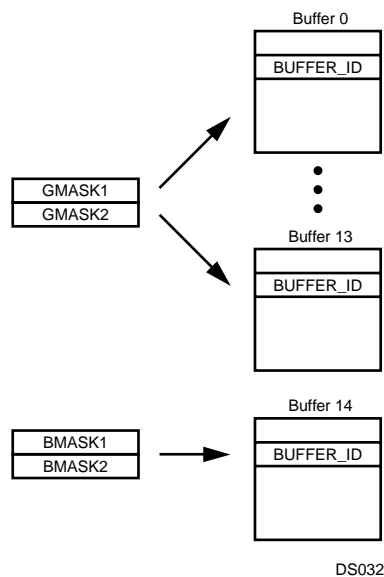 Buffer 0
BUFFER_ID
GMASK1
GMASK2
Buffer 13
BUFFER_ID
Buffer 14
BMASK1
BMASK2
BUFFER_ID
DS032